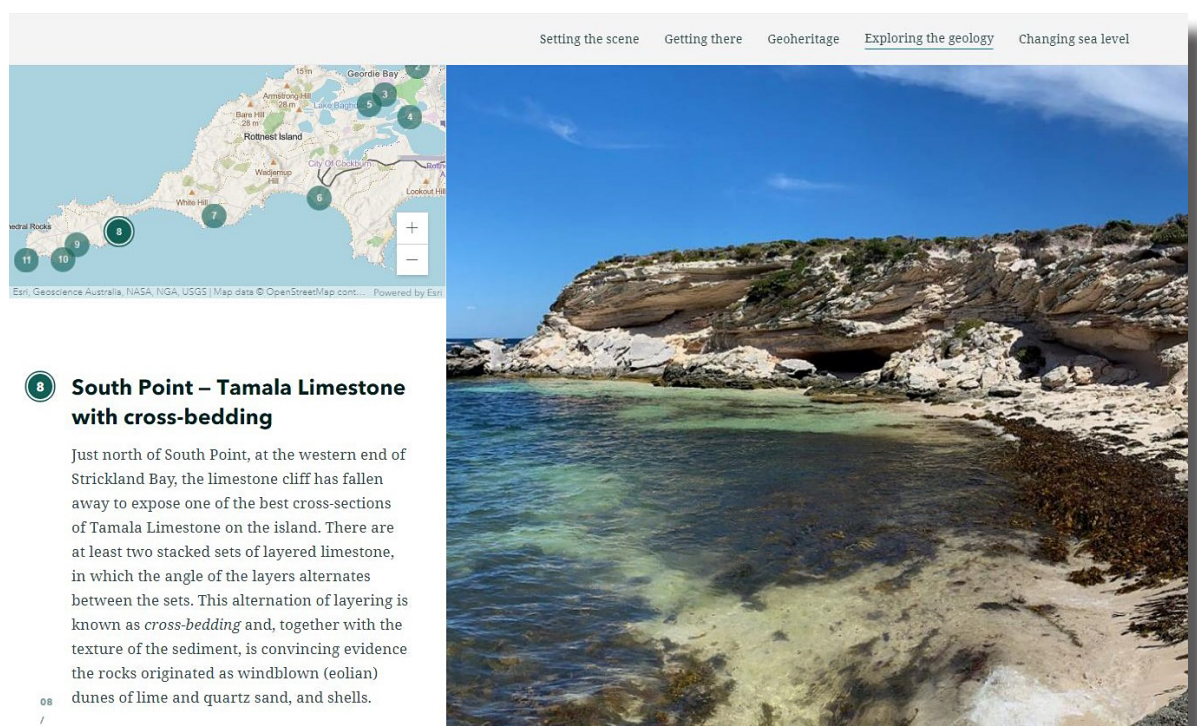 Setting the scene
Getting there
Geoheritage
Exploring the geology
Changing sea level
15 m
Geordie Bay
2
Armstrong Hill
28 m
3
Lake Bagh
5
Bare Hill
28 m
4
Rottnest Island
City Of Cockburn
Wadjemup
Hill
Lookout Hill
White Hill
6
7
edral Rocks
8
9
11
10
+
−
Esri, Geoscience Australia, NASA, NGA, USGS | Map data © OpenStreetMap cont...
Powered by Esri
8
South Point – Tamala Limestone
with cross-bedding
Just north of South Point, at the western end of
Strickland Bay, the limestone cliff has fallen
away to expose one of the best cross-sections
of Tamala Limestone on the island. There are
at least two stacked sets of layered limestone,
in which the angle of the layers alternates
between the sets. This alternation of layering is
known as cross-bedding and, together with the
texture of the sediment, is convincing evidence
the rocks originated as windblown (eolian)
dunes of lime and quartz sand, and shells.
08
/